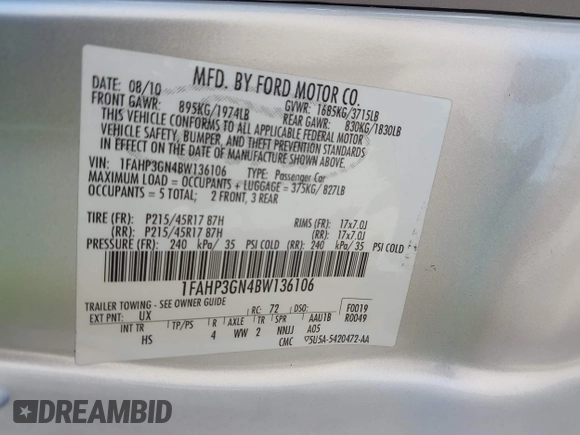 MFD. BY FORD MOTOR CO.
DATE: 08/10 GVWR: 1685KG/3715LB
FRONT GAWR: 895KG/1974LB REAR GAWR: 830KG/1830LB
THIS VEHICLE CONFORMS TO ALL APPLICABLE FEDERAL MOTOR
VEHICLE SAFETY, BUMPER, AND THEFT PREVENTION STANDARDS
IN EFFECT ON THE DATE OF MANUFACTURE SHOWN ABOVE.
VIN: 1FAHP3GN4BW136106 TYPE: Passenger Car
MAXIMUM LOAD = OCCUPANTS + LUGGAGE = 375KG/ 827LB
OCCUPANTS = 5 TOTAL; 2 FRONT, 3 REAR
TIRE (FR): P215/45R17 87H RIMS (FR): 17x7.0J
(RR): P215/45R17 87H (RR): 17x7.0J
PRESSURE (FR): 240 kPa/ 35 PSI COLD (RR): 240 kPa/ 35 PSI COLD
1FAHP3GN4BW136106
TRAILER TOWING - SEE OWNER GUIDE
EXT PNT: UX RC: 72 DSO: F0019
INT TR TP/PS R AXLE TR SPR AAU1B R0049
HS 4 WW 2 NNJJ A05
CMC 5U5A-5420472-AA
DREAMBID